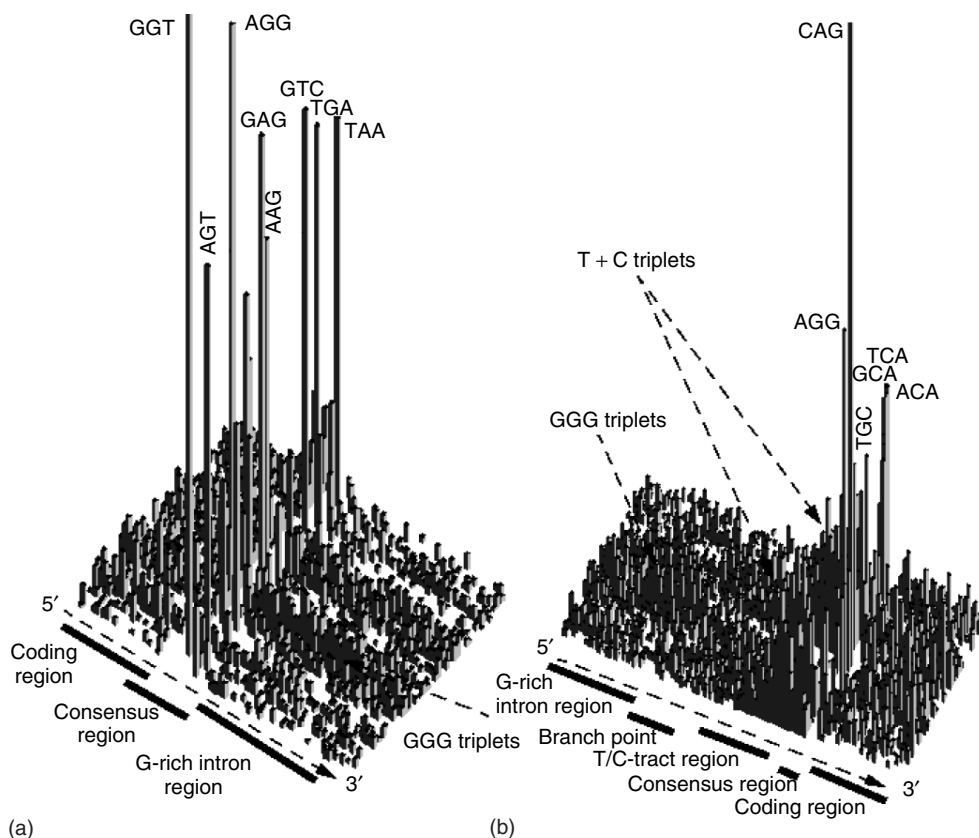 GGT
AGG
GTC
TGA
GAG
TAA
AAG
AGT
5′
Coding
region
Consensus
region
G-rich intron
region
3′
GGG triplets
(a)
CAG
T + C triplets
AGG
TCA
GCA
ACA
TGC
GGG triplets
5′
G-rich
intron region
Branch point
T/C-tract region
Consensus region
Coding region
3′
(b)